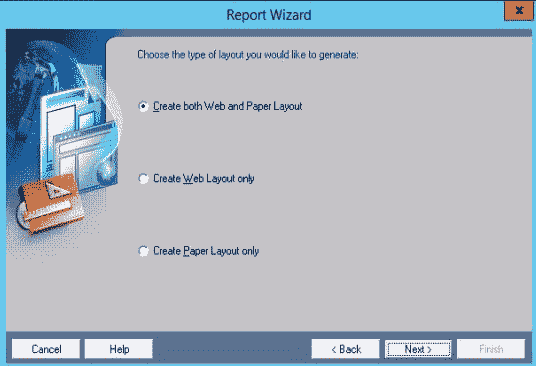 Report Wizard
x
Choose the type of layout you would like to generate:
Create both Web and Paper Layout
Create Web Layout only
Create Paper Layout only
Cancel Help < Back Next > Finish